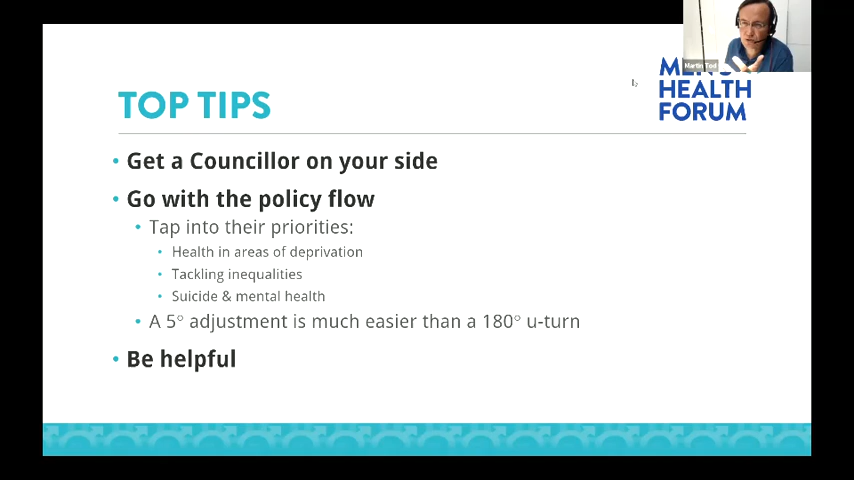 Martin Tod
MEN'S
HEALTH
FORUM
TOP TIPS
• Get a Councillor on your side
• Go with the policy flow
• Tap into their priorities:
• Health in areas of deprivation
• Tackling inequalities
• Suicide & mental health
• A 5° adjustment is much easier than a 180° u-turn
• Be helpful